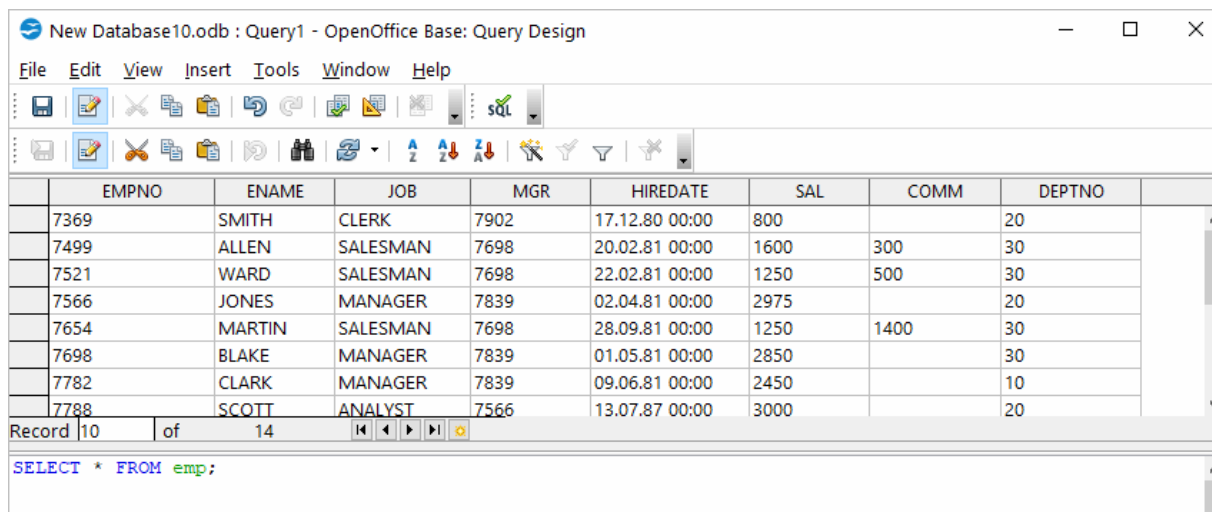 New Database10.odb : Query1 - OpenOffice Base: Query Design
File Edit View Insert Tools Window Help
SQL
A Z A Z Z A
EMPNO ENAME JOB MGR HIREDATE SAL COMM DEPTNO
7369 SMITH CLERK 7902 17.12.80 00:00 800 20
7499 ALLEN SALESMAN 7698 20.02.81 00:00 1600 300 30
7521 WARD SALESMAN 7698 22.02.81 00:00 1250 500 30
7566 JONES MANAGER 7839 02.04.81 00:00 2975 20
7654 MARTIN SALESMAN 7698 28.09.81 00:00 1250 1400 30
7698 BLAKE MANAGER 7839 01.05.81 00:00 2850 30
7782 CLARK MANAGER 7839 09.06.81 00:00 2450 10
7788 SCOTT ANALYST 7566 13.07.87 00:00 3000 20
Record 10 of 14
SELECT * FROM emp;